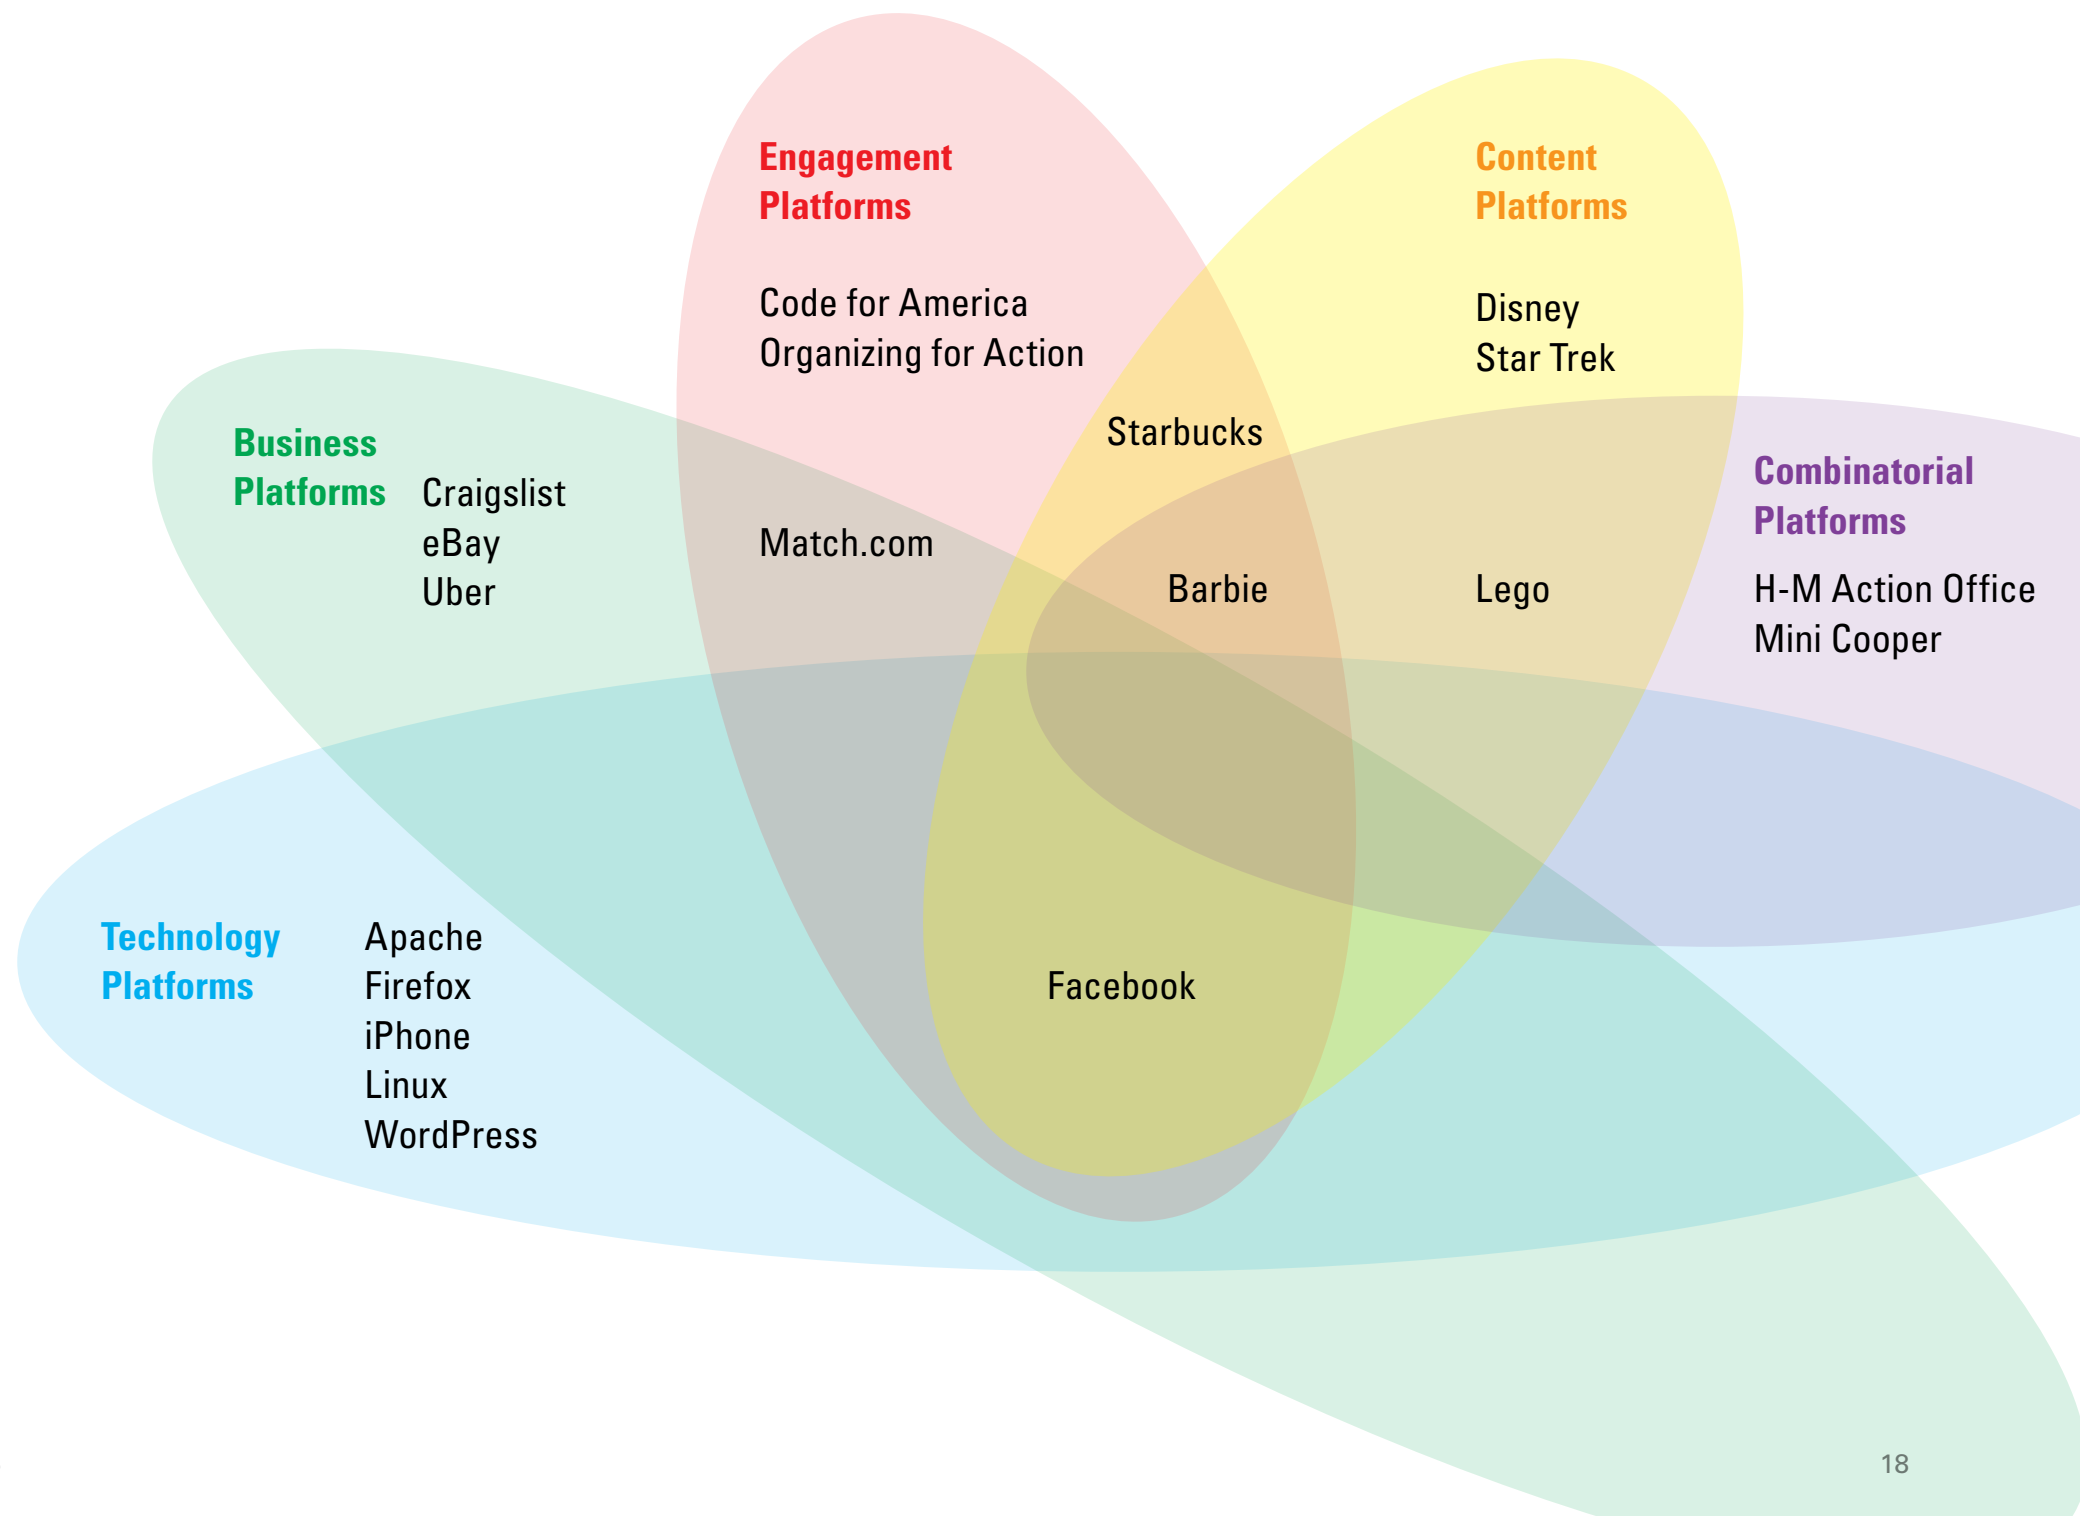 Engagement
Platforms
Code for America
Organizing for Action
Content
Platforms
Disney
Star Trek
Starbucks
Business
Platforms
Craigslist
eBay
Uber
Match.com
Barbie
Lego
Combinatorial
Platforms
H-M Action Office
Mini Cooper
Technology
Platforms
Apache
Firefox
iPhone
Linux
WordPress
Facebook
18